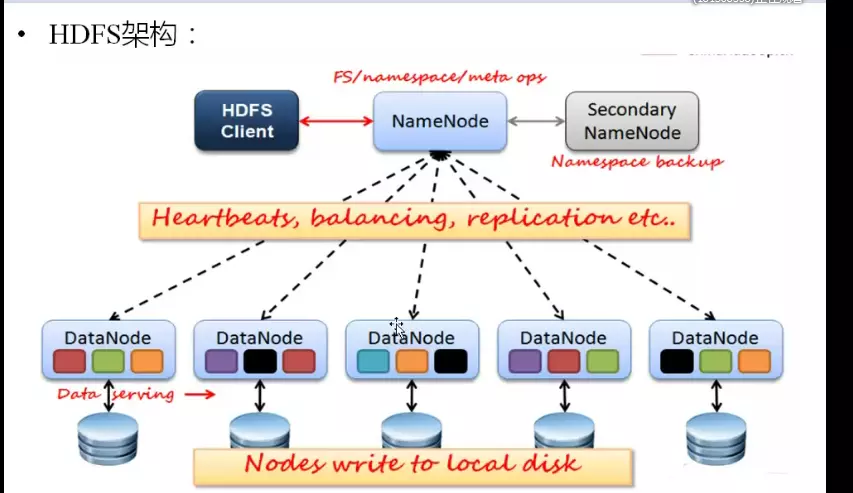 • HDFS架构：
FS/namespace/meta ops
HDFS
Client
NameNode
Secondary
NameNode
Namespace backup
Heartbeats, balancing, replication etc..
DataNode
DataNode
DataNode
DataNode
DataNode
Data serving
Nodes write to local disk